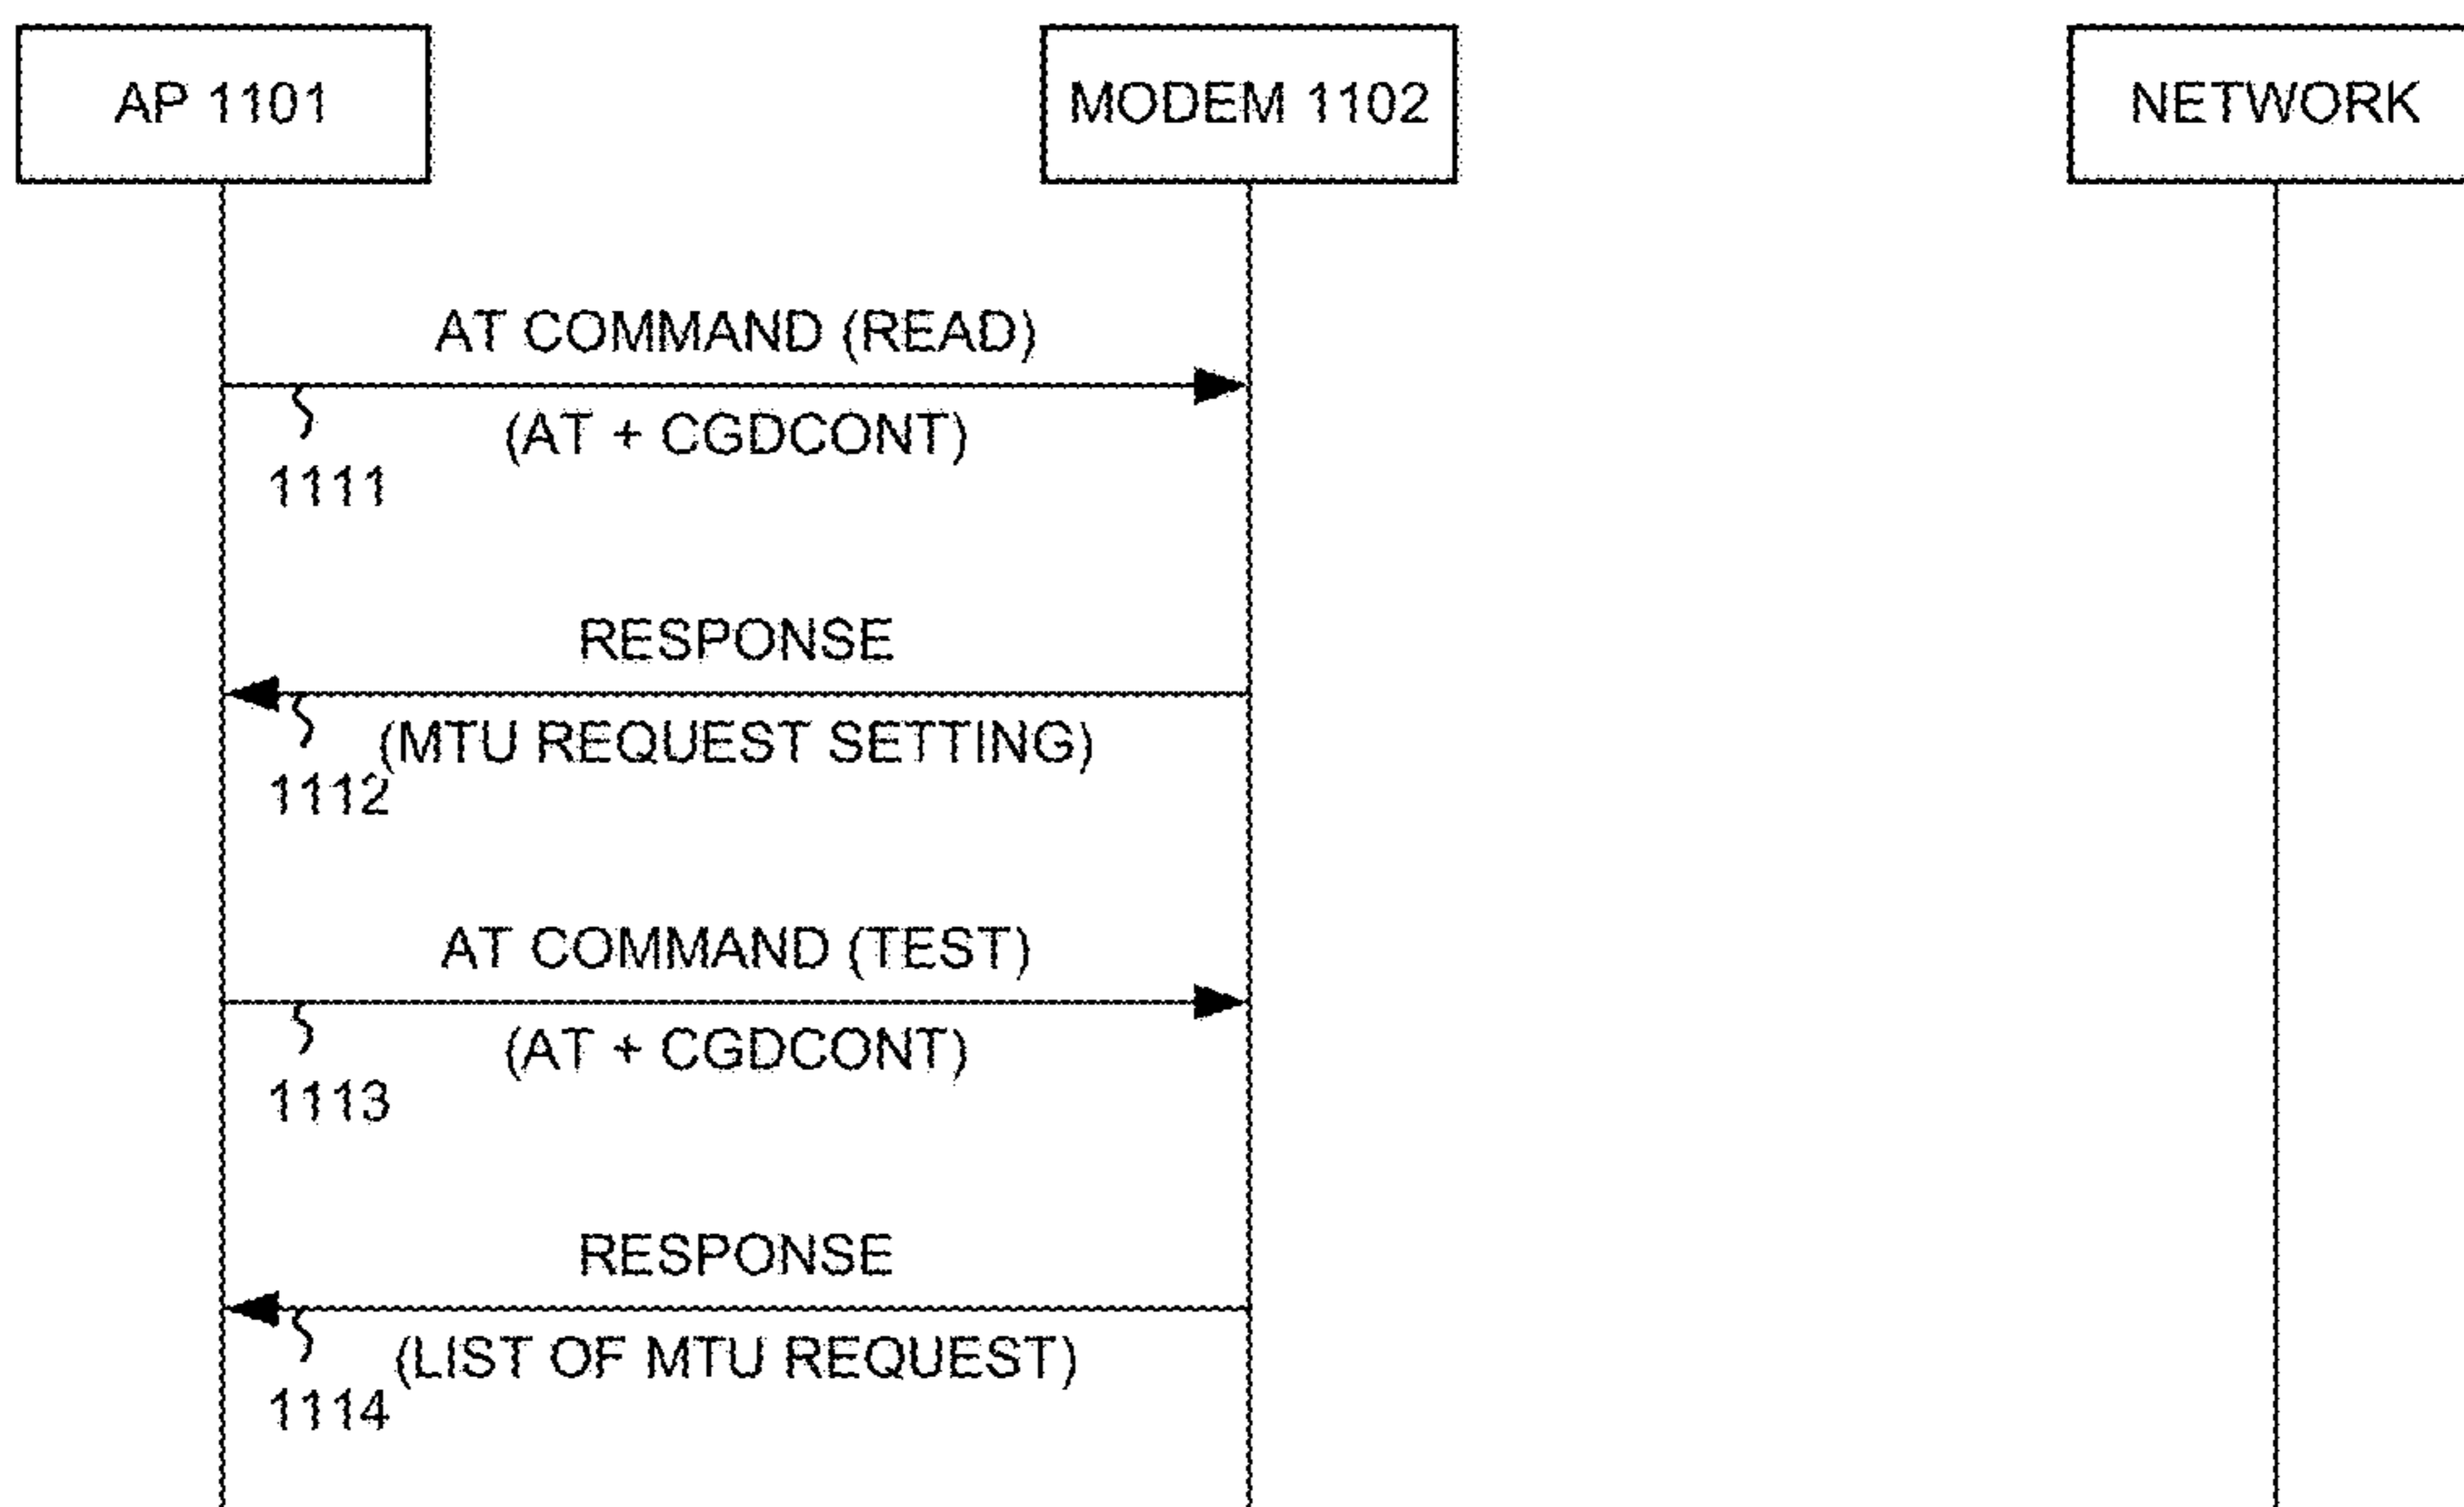 AP 1101
MODEM 1102
NETWORK
AT COMMAND (READ)
(AT + CGDCONT)
1111
RESPONSE
(MTU REQUEST SETTING)
1112
AT COMMAND (TEST)
(AT + CGDCONT)
1113
RESPONSE
(LIST OF MTU REQUEST)
1114